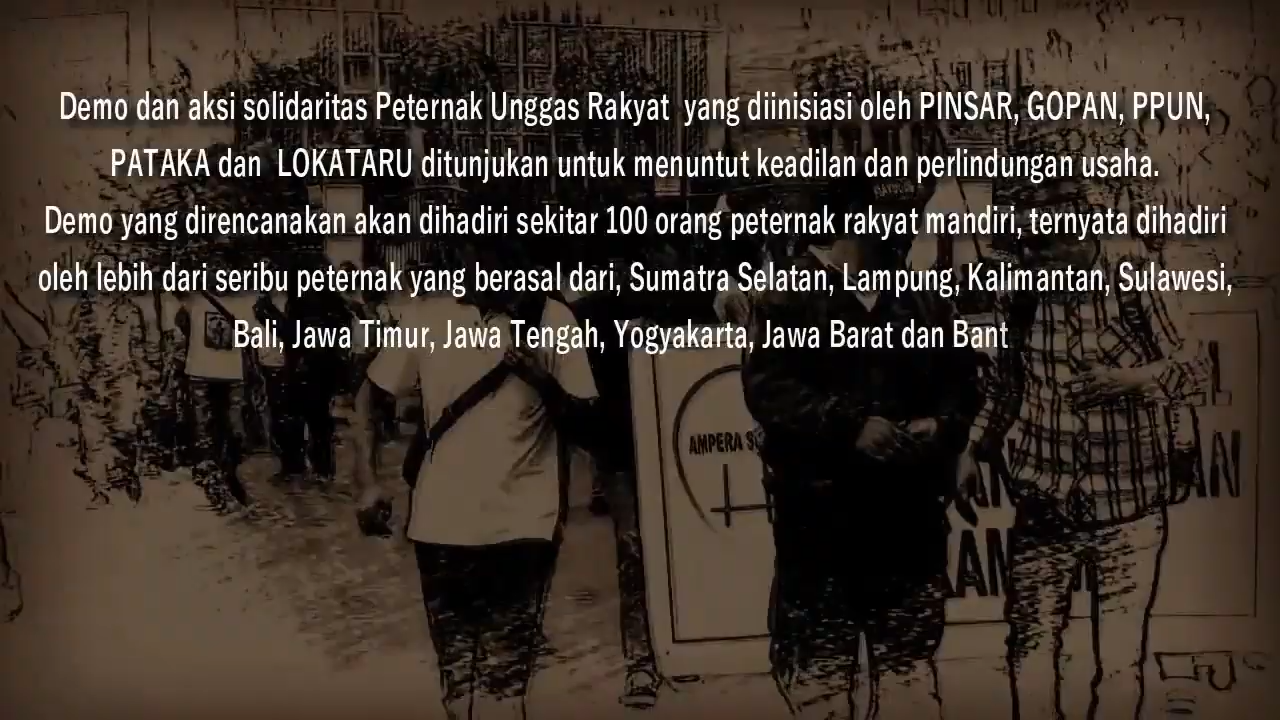 Demo dan aksi solidaritas Peternak Unggas Rakyat yang diinisiasi oleh PINSAR, GOPAN, PPUN,
PATAKA dan LOKATARU ditunjukan untuk menuntut keadilan dan perlindungan usaha.
Demo yang direncanakan akan dihadiri sekitar 100 orang peternak rakyat mandiri, ternyata dihadiri
oleh lebih dari seribu peternak yang berasal dari, Sumatra Selatan, Lampung, Kalimantan, Sulawesi,
Bali, Jawa Timur, Jawa Tengah, Yogyakarta, Jawa Barat dan Bant
AMPERA